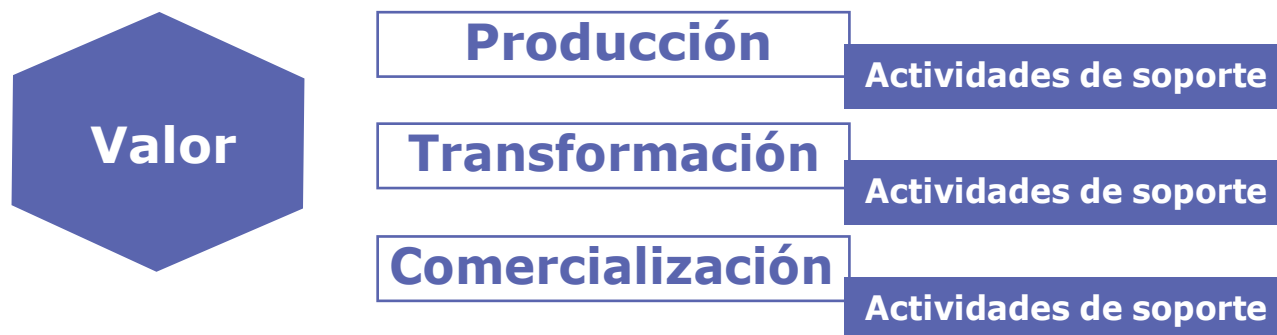 Valor
Producción
Actividades de soporte
Transformación
Actividades de soporte
Comercialización
Actividades de soporte